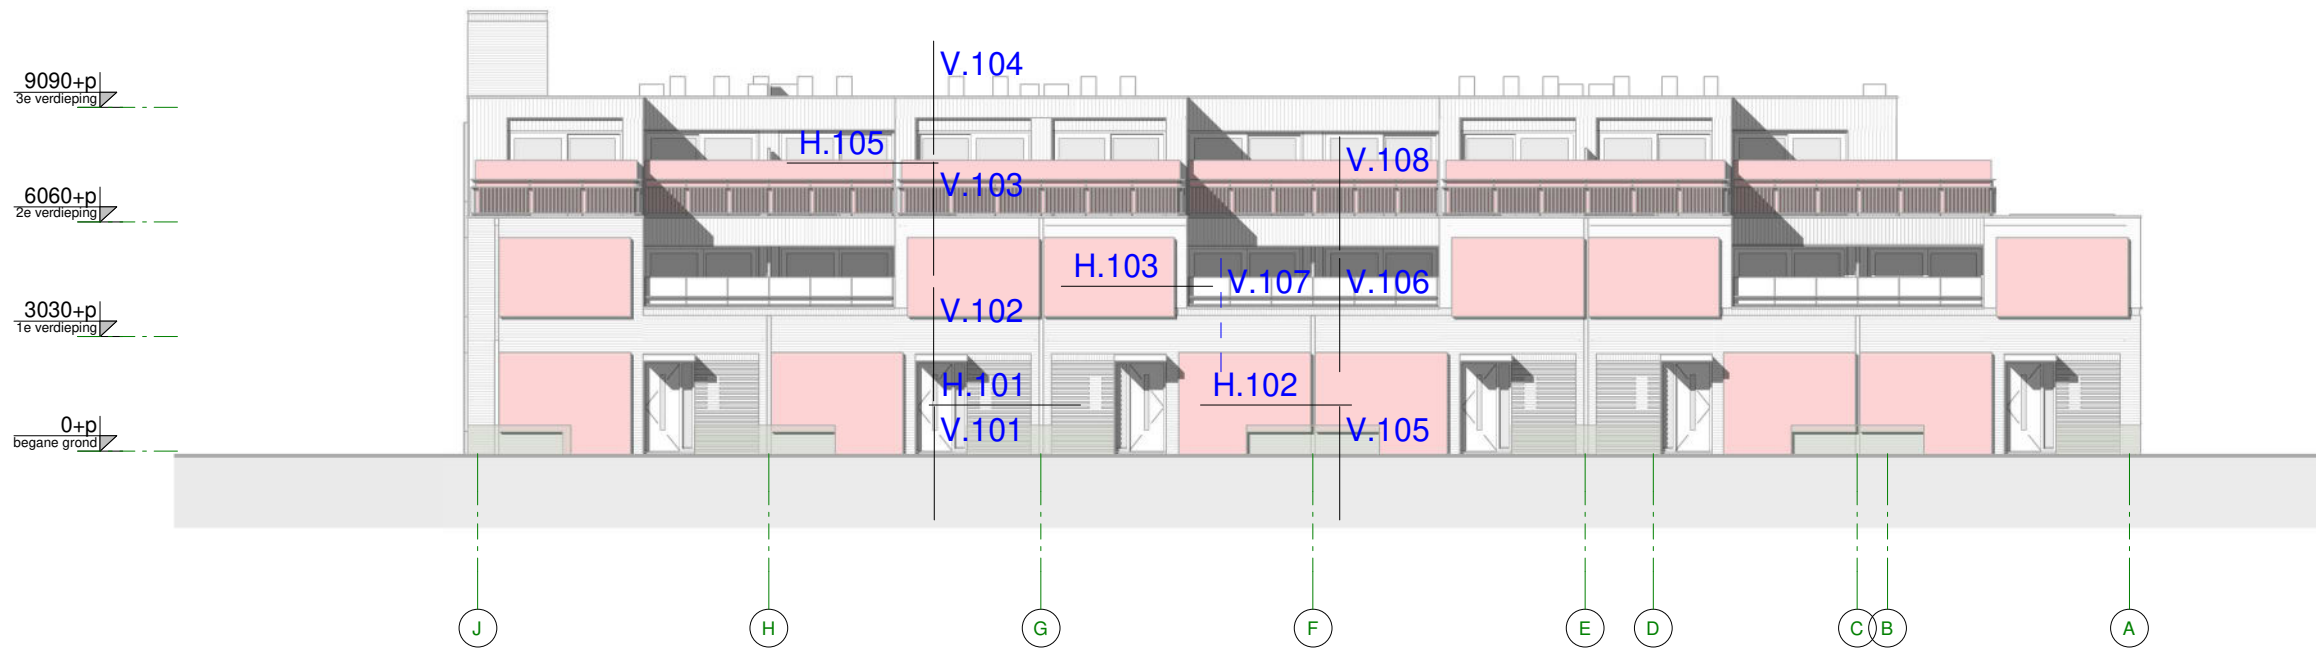 V.104
9090+p
3e verdieping
H.105
V.108
V.103
6060+p
2e verdieping
H.103
V.107
V.106
V.102
3030+p
1e verdieping
H.101
H.102
V.101
V.105
0+p
begane grond
J
H
G
F
E
D
C
B
A